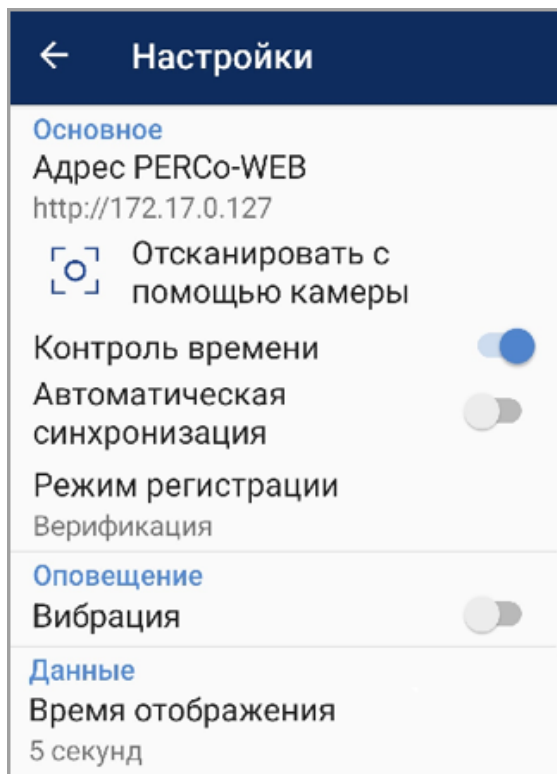 Настройки
Основное
Адрес PERCo-WEB
http://172.17.0.127
Отсканировать с
помощью камеры
Контроль времени
Автоматическая
синхронизация
Режим регистрации
Верификация
Оповещение
Вибрация
Данные
Время отображения
5 секунд